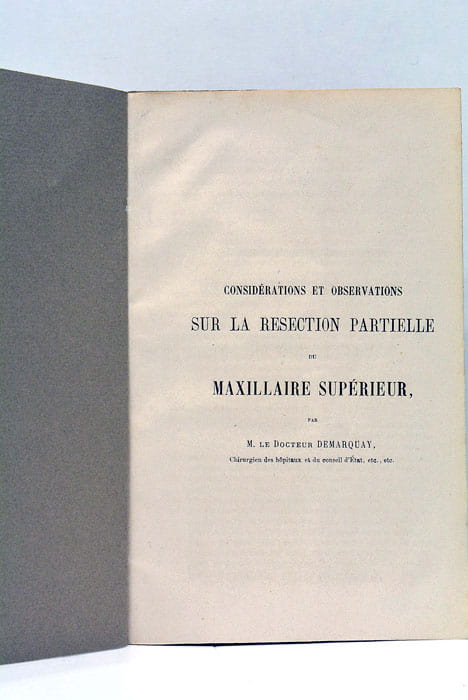 CONSIDÉRATIONS ET OBSERVATIONS
SUR LA RESECTION PARTIELLE
DU
MAXILLAIRE SUPÉRIEUR,
PAR
M. LE DOCTEUR DEMARQUAY,
Chirurgien des hôpitaux et du conseil d'État, etc., etc.